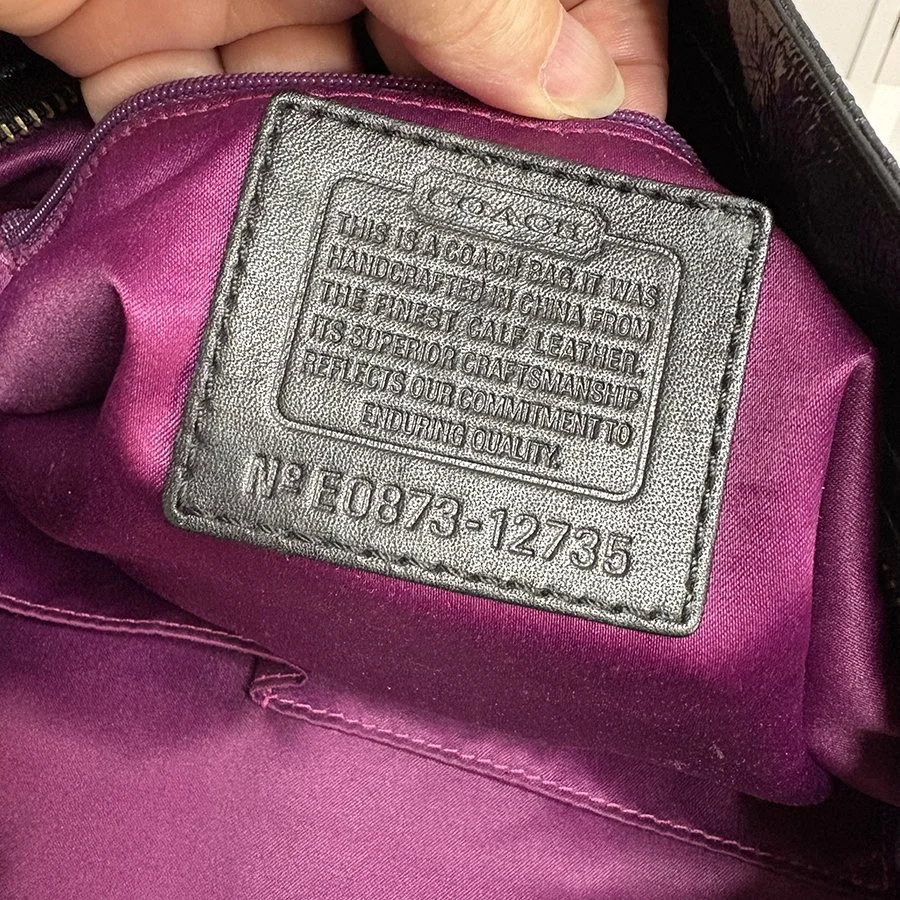 COACH
THIS IS A COACH BAG.IT WAS
HANDCRAFTED IN CHINA FROM
THE FINEST CALF LEATHER.
ITS SUPERIOR CRAFTSMANSHIP
REFLECTS OUR COMMITMENT TO
ENDURING QUALITY.
Nº E0873-12735